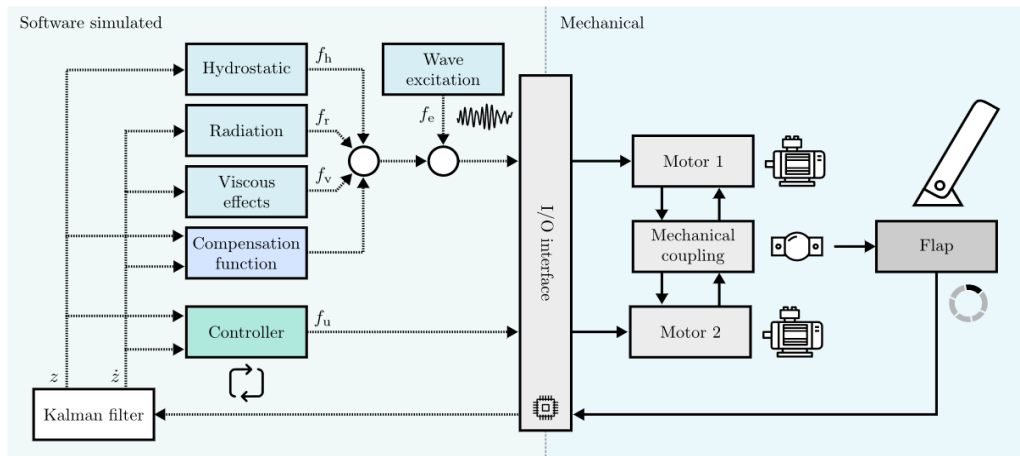 Software simulated
Mechanical
Hydrostatic
f_h
Wave
excitation
Radiation
f_r
f_e
Viscous
effects
f_v
Compensation
function
Controller
f_u
z
ż
Kalman filter
I/O interface
Motor 1
Mechanical
coupling
Motor 2
Flap